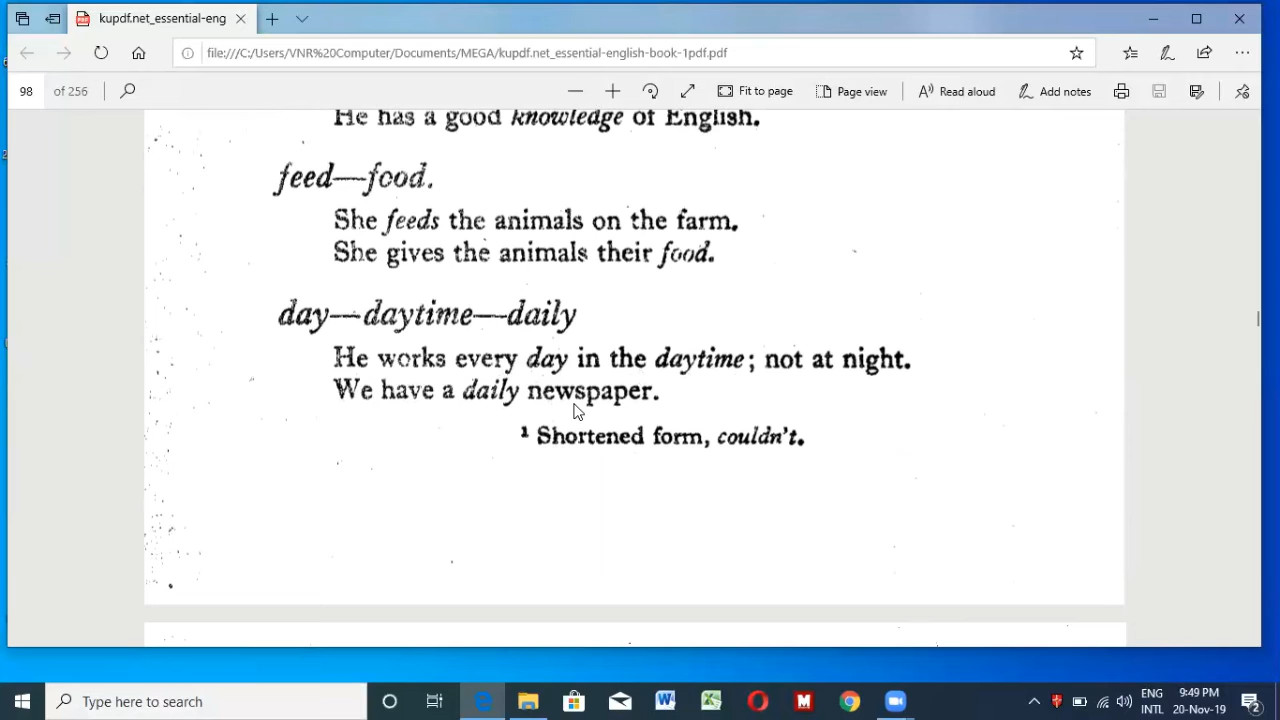 kupdf.net_essential-eng
file:///C:/Users/VNR%20Computer/Documents/MEGA/kupdf.net_essential-english-book-1pdf.pdf
98 of 256 Fit to page Page view Read aloud Add notes
He has a good knowledge of English.
feed—food.
She feeds the animals on the farm.
She gives the animals their food.
day—daytime—daily
He works every day in the daytime; not at night.
We have a daily newspaper.
¹ Shortened form, couldn't.
Type here to search
ENG 9:49 PM
INTL 20-Nov-19 2